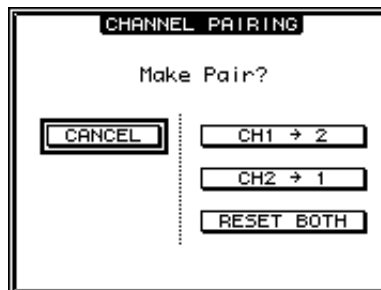 CHANNEL PAIRING
Make Pair?
CANCEL
CH1 → 2
CH2 → 1
RESET BOTH